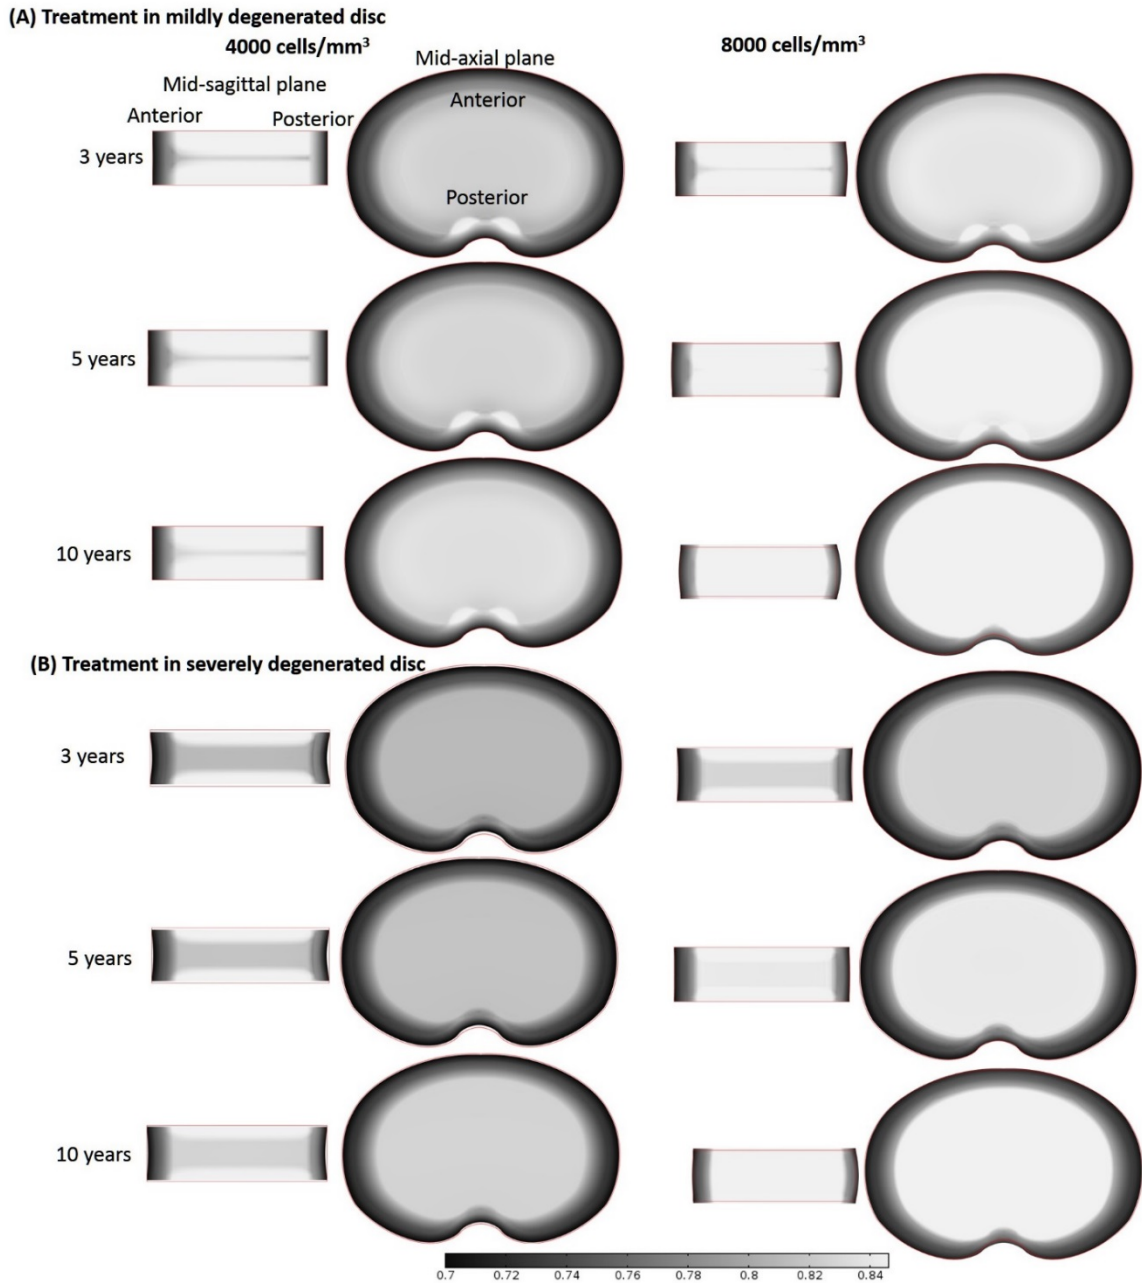 (A) Treatment in mildly degenerated disc
4000 cells/mm³
8000 cells/mm³
Mid-axial plane
Mid-sagittal plane
Anterior
Anterior
Posterior
3 years
Posterior
5 years
10 years
(B) Treatment in severely degenerated disc
3 years
5 years
10 years
0.7 0.72 0.74 0.76 0.78 0.8 0.82 0.84